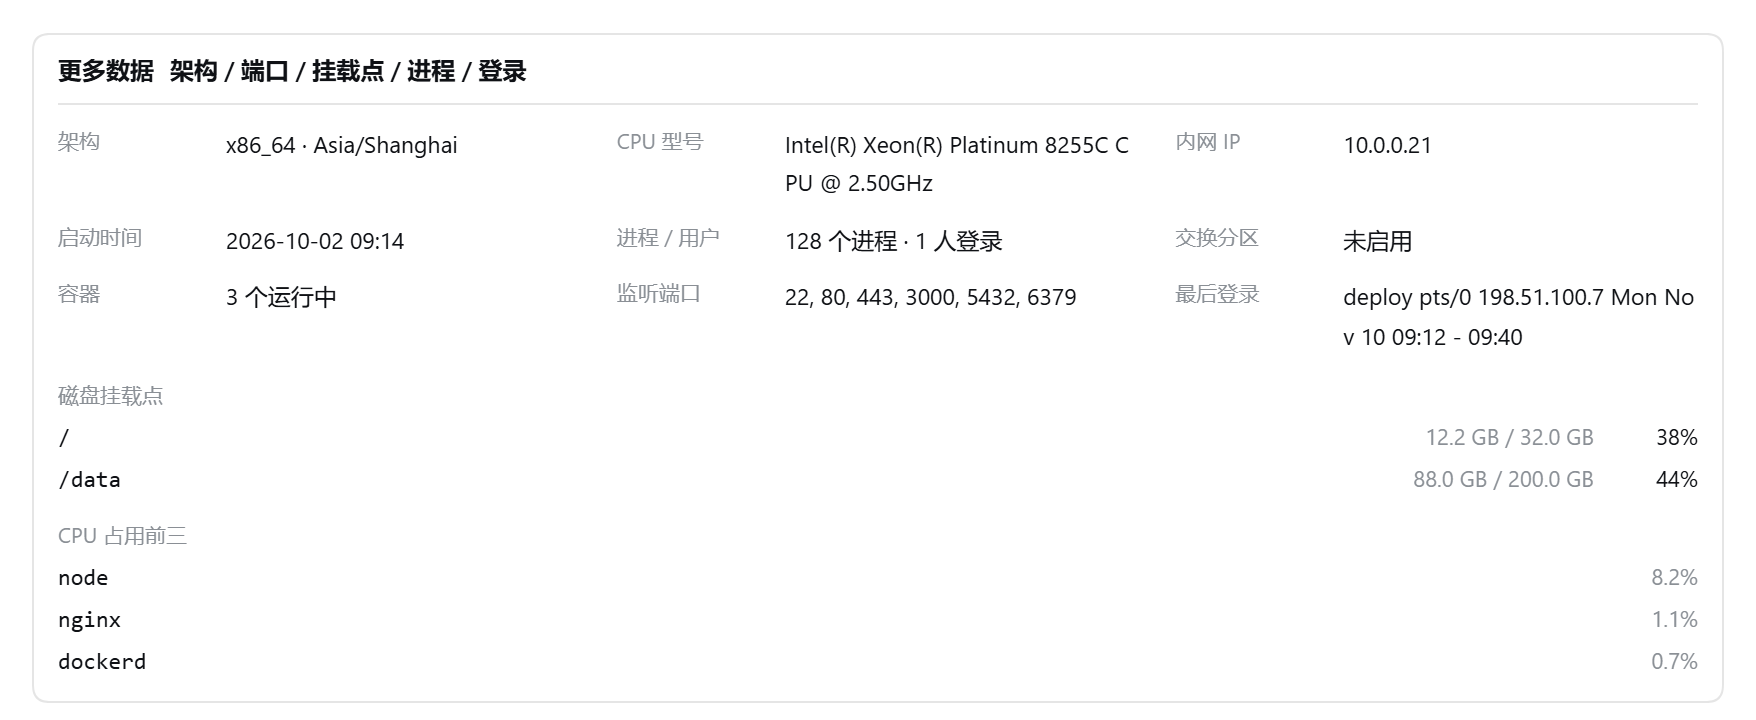 更多数据 架构 / 端口 / 挂载点 / 进程 / 登录
架构
x86_64 · Asia/Shanghai
CPU 型号
Intel(R) Xeon(R) Platinum 8255C C
PU @ 2.50GHz
内网 IP
10.0.0.21
启动时间
2026-10-02 09:14
进程 / 用户
128 个进程 · 1 人登录
交换分区
未启用
容器
3 个运行中
监听端口
22, 80, 443, 3000, 5432, 6379
最后登录
deploy pts/0 198.51.100.7 Mon No
v 10 09:12 - 09:40
磁盘挂载点
/ 12.2 GB / 32.0 GB 38%
/data 88.0 GB / 200.0 GB 44%
CPU 占用前三
node 8.2%
nginx 1.1%
dockerd 0.7%